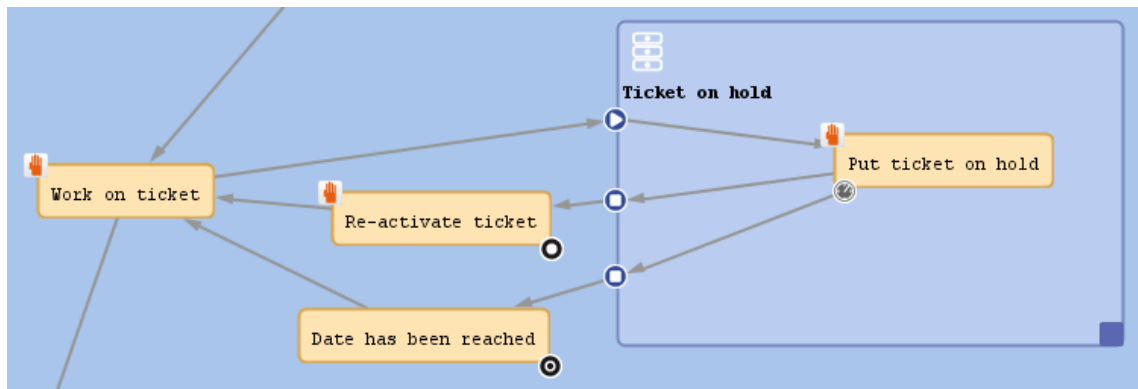 Ticket on hold
Put ticket on hold
Work on ticket
Re-activate ticket
Date has been reached